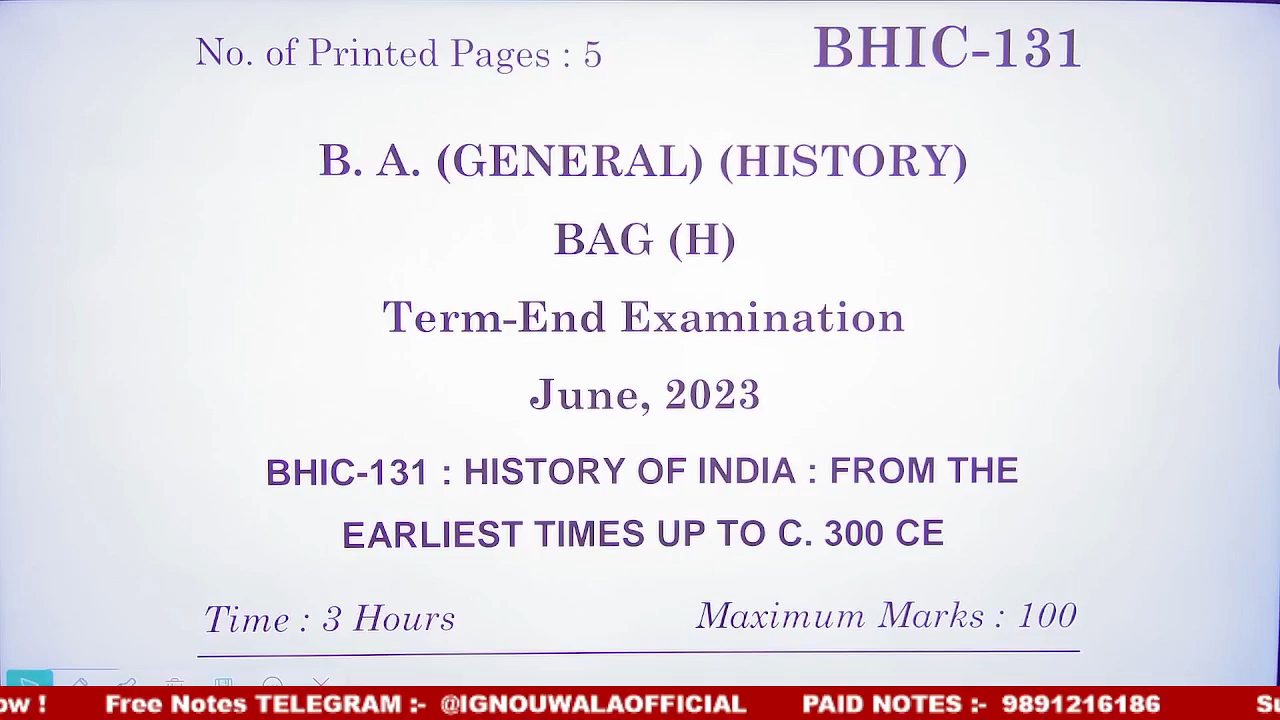 No. of Printed Pages : 5 BHIC-131
B. A. (GENERAL) (HISTORY)
BAG (H)
Term-End Examination
June, 2023
BHIC-131 : HISTORY OF INDIA : FROM THE
EARLIEST TIMES UP TO C. 300 CE
Time : 3 Hours Maximum Marks : 100
ow ! Free Notes TELEGRAM :- @IGNOUWALAOFFICIAL PAID NOTES :- 9891216186 Su